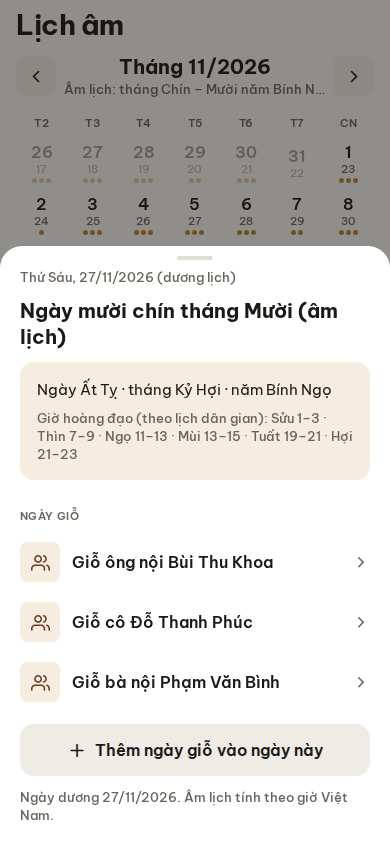 Lịch âm
Tháng 11/2026
Âm lịch: tháng Chín – Mười năm Bính N...
T2 T3 T4 T5 T6 T7 CN
26 27 28 29 30 31 1
17 18 19 20 21 22 23
2 3 4 5 6 7 8
24 25 26 27 28 29 30
Thứ Sáu, 27/11/2026 (dương lịch)
Ngày mười chín tháng Mười (âm
lịch)
Ngày Ất Tỵ · tháng Kỷ Hợi · năm Bính Ngọ
Giờ hoàng đạo (theo lịch dân gian): Sửu 1–3 ·
Thìn 7–9 · Ngọ 11–13 · Mùi 13–15 · Tuất 19–21 · Hợi
21–23
NGÀY GIỖ
Giỗ ông nội Bùi Thu Khoa
Giỗ cô Đỗ Thanh Phúc
Giỗ bà nội Phạm Văn Bình
Thêm ngày giỗ vào ngày này
Ngày dương 27/11/2026. Âm lịch tính theo giờ Việt
Nam.